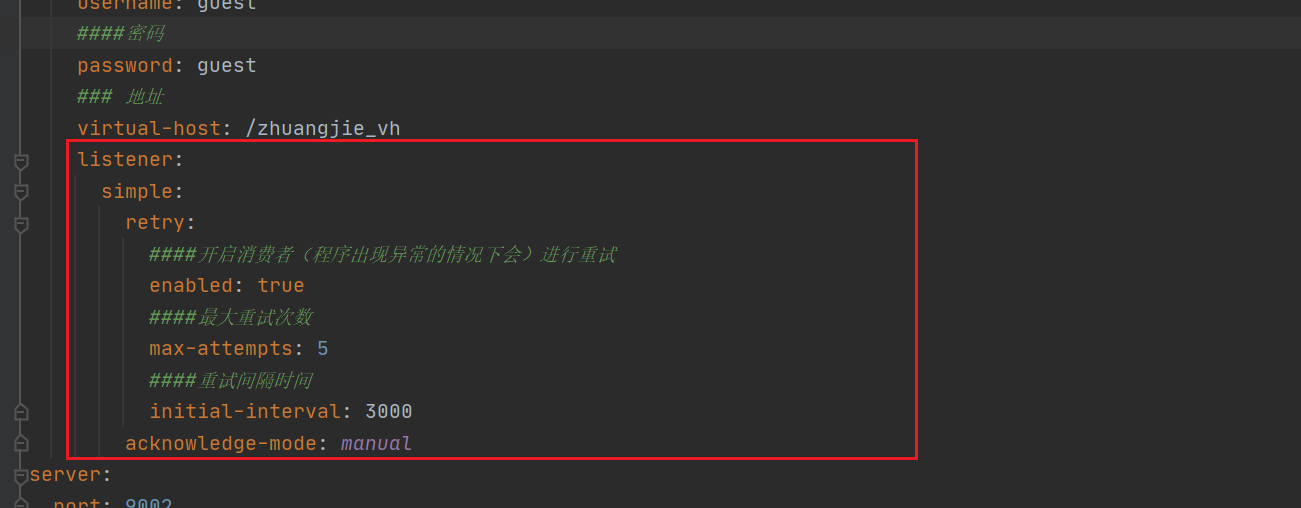 username: guest
####密码
password: guest
### 地址
virtual-host: /zhuangjie_vh
listener:
simple:
retry:
####开启消费者（程序出现异常的情况下会）进行重试
enabled: true
####最大重试次数
max-attempts: 5
####重试间隔时间
initial-interval: 3000
acknowledge-mode: manual
server:
port: 9002